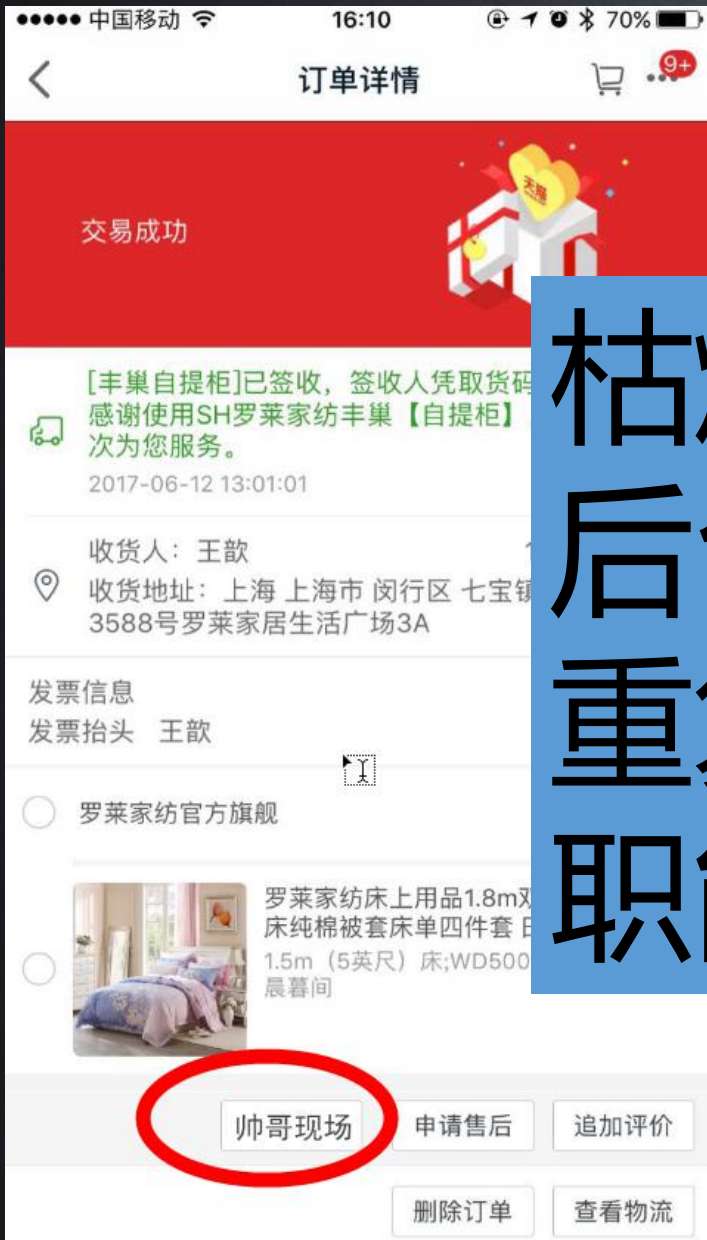 中国移动 16:10 70%
订单详情 9+
天猫
交易成功
[丰巢自提柜]已签收，签收人凭取货码
感谢使用SH罗莱家纺丰巢【自提柜】
次为您服务。
2017-06-12 13:01:01
收货人：王歆
收货地址：上海 上海市 闵行区 七宝镇
3588号罗莱家居生活广场3A
发票信息
发票抬头 王歆
罗莱家纺官方旗舰
罗莱家纺床上用品1.8m双
床纯棉被套床单四件套
1.5m（5英尺）床;WD500
晨暮间
帅哥现场 申请售后 追加评价
删除订单 查看物流
枯
后
重
职